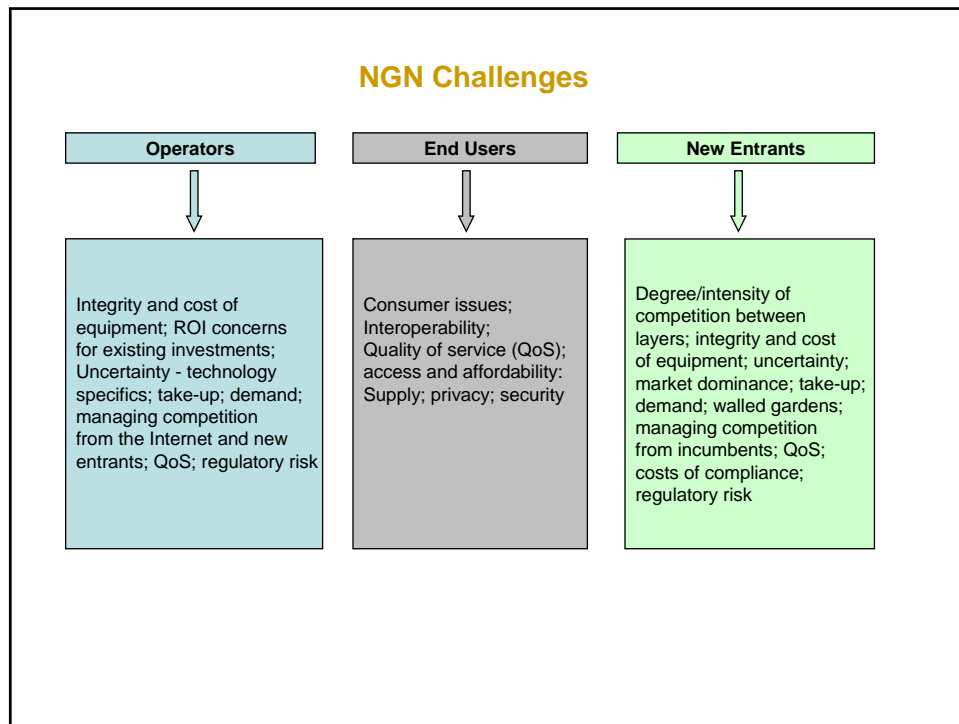 NGN Challenges
Operators
End Users
New Entrants
Integrity and cost of
equipment; ROI concerns
for existing investments;
Uncertainty - technology
specifics; take-up; demand;
managing competition
from the Internet and new
entrants; QoS; regulatory risk
Consumer issues;
Interoperability;
Quality of service (QoS);
access and affordability:
Supply; privacy; security
Degree/intensity of
competition between
layers; integrity and cost
of equipment; uncertainty;
market dominance; take-up;
demand; walled gardens;
managing competition
from incumbents; QoS;
costs of compliance;
regulatory risk